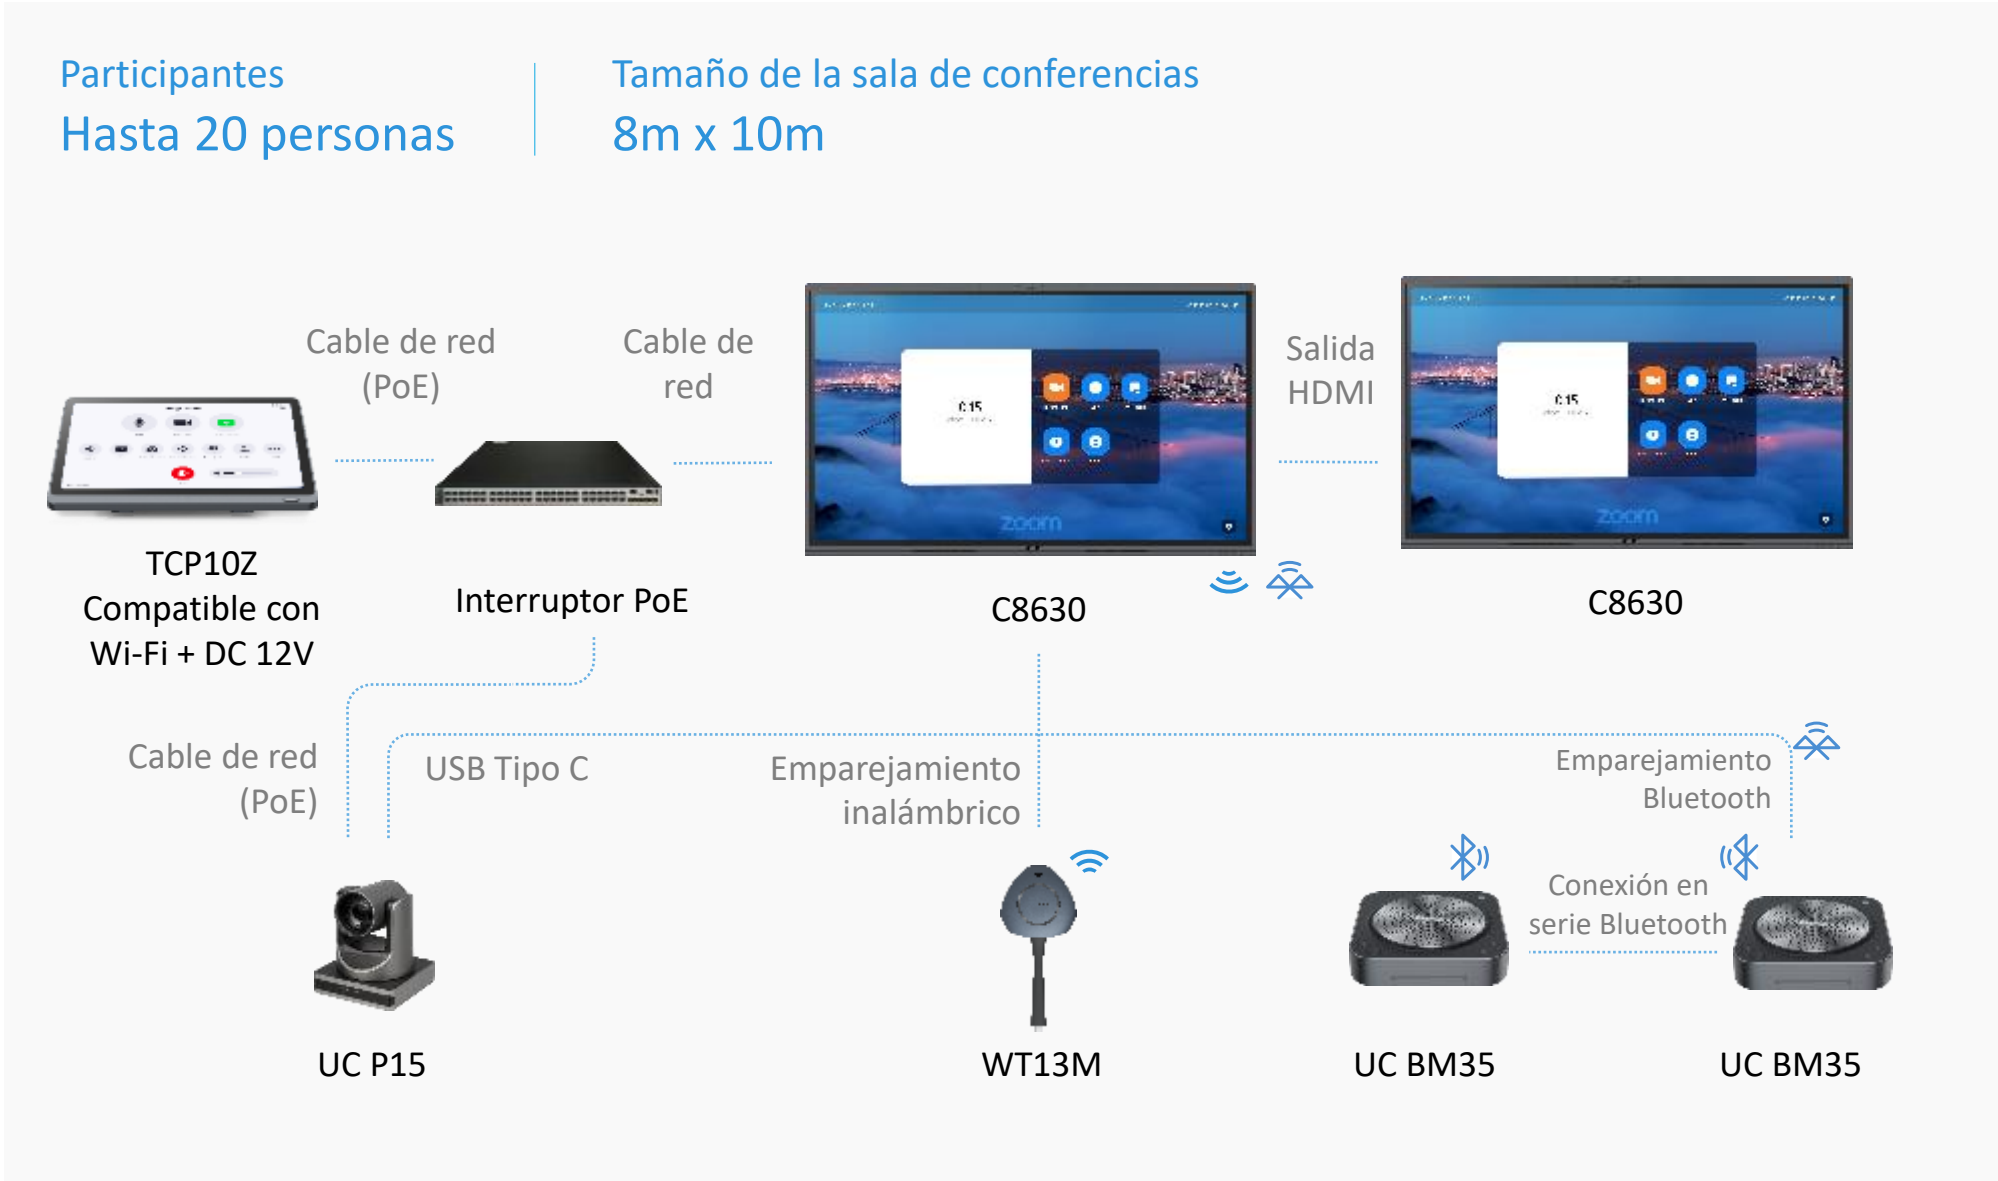 Participantes
Hasta 20 personas
Tamaño de la sala de conferencias
8m x 10m
Cable de red
(PoE)
Cable de
red
Salida
HDMI
zoom
zoom
TCP10Z
Compatible con
Wi-Fi + DC 12V
Interruptor PoE
C8630
C8630
Cable de red
(PoE)
USB Tipo C
Emparejamiento
inalámbrico
Emparejamiento
Bluetooth
Conexión en
serie Bluetooth
UC P15
WT13M
UC BM35
UC BM35